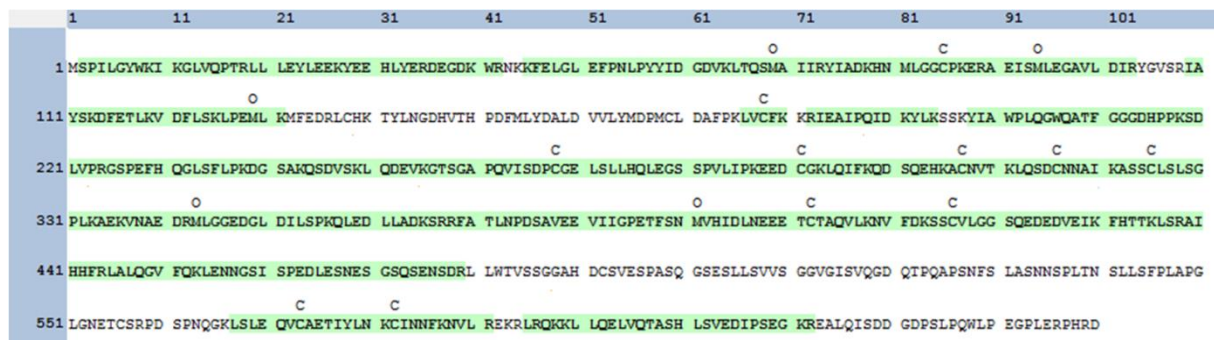 1 11 21 31 41 51 61 71 81 91 101
O C O
1 MSPILGYWKI KGLVQPTRLL LEYLEEKYEE HLYERDEGDK WRNKKFELGL EFPNLPYYID GDVKLTQSMA IIRYIADKHN MLGGCPKERA EISMLEGAVL DIRYGVSRIA
O C
111 YSKDFETLKV DFLSKLPEML KMFEDRLCHK TYLNGDHVTH PDFMLYDALD VVLYMDPMCL DAFPKLVCFK KRIEAIPQID KYLKSSKYIA WPLQGWQATF GGGDHPPKSD
C C C C C
221 LVPRGSPEFH QGLSFLPKDG SAKQSDVSKL QDEVKGTSGA PQVISDPCGE LSLLHQLEGS SPVLIPKEED CGKLQIFKQD SQEHKACNVT KLQSDCNNAI KASSCLSLSG
O O C C
331 PLKAEKVNAE DRMLGGEDGL DILSPKQLED LLADKSRRFA TLNPDSAVEE VIIGPETFSN MVHIDLNEEE TCTAQVLKNV FDKSSCVLGG SQEDEDVEIK FHTTKLSRAI
441 HHFRLALQGV FQKLENNGSI SPEDLESNES GSQSENSDRL LWTVSSGGAH DCSVESPASQ GSESLLSVVS GGVGISVQGD QTPQAPSNFS LASNNSPLTN SLLSFPLAPG
C C
551 LGNETCSRPD SPNQGKLSLE QVCAETIYLN KCINNFKNVL REKRLRQKKL LQELVQTASH LSVEDIPSEG KREALQISDD GDPSLPQWLP EGPLERPHRD